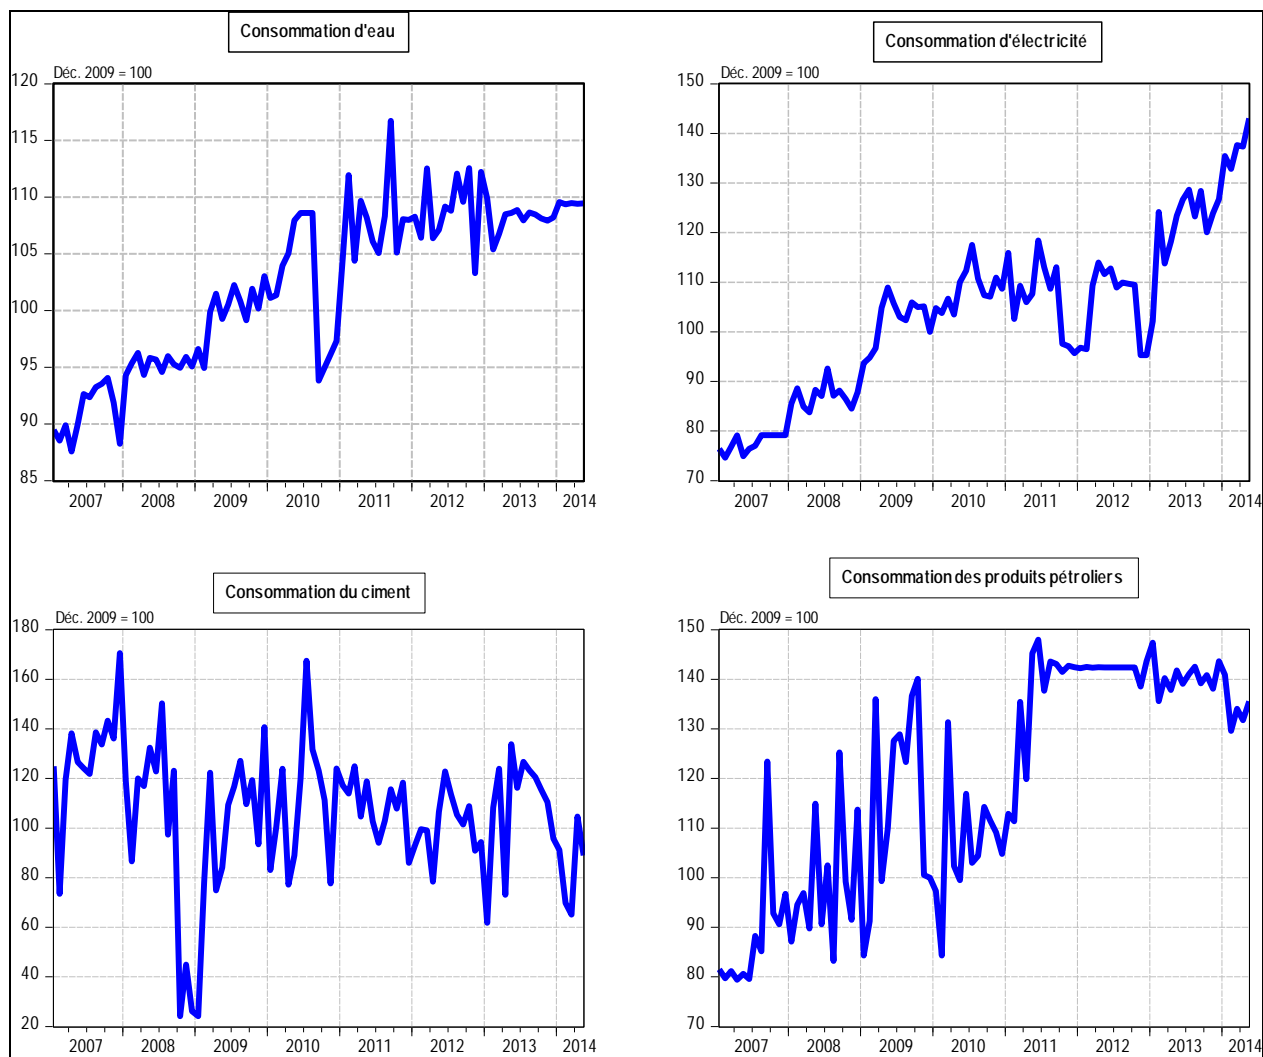 Consommation d'eau
Déc. 2009 = 100
120
115
110
105
100
95
90
85
2007 2008 2009 2010 2011 2012 2013 2014
Consommation d'électricité
Déc. 2009 = 100
150
140
130
120
110
100
90
80
70
2007 2008 2009 2010 2011 2012 2013 2014
Consommation du ciment
Déc. 2009 = 100
180
160
140
120
100
80
60
40
20
2007 2008 2009 2010 2011 2012 2013 2014
Consommation des produits pétroliers
Déc. 2009 = 100
150
140
130
120
110
100
90
80
70
2007 2008 2009 2010 2011 2012 2013 2014